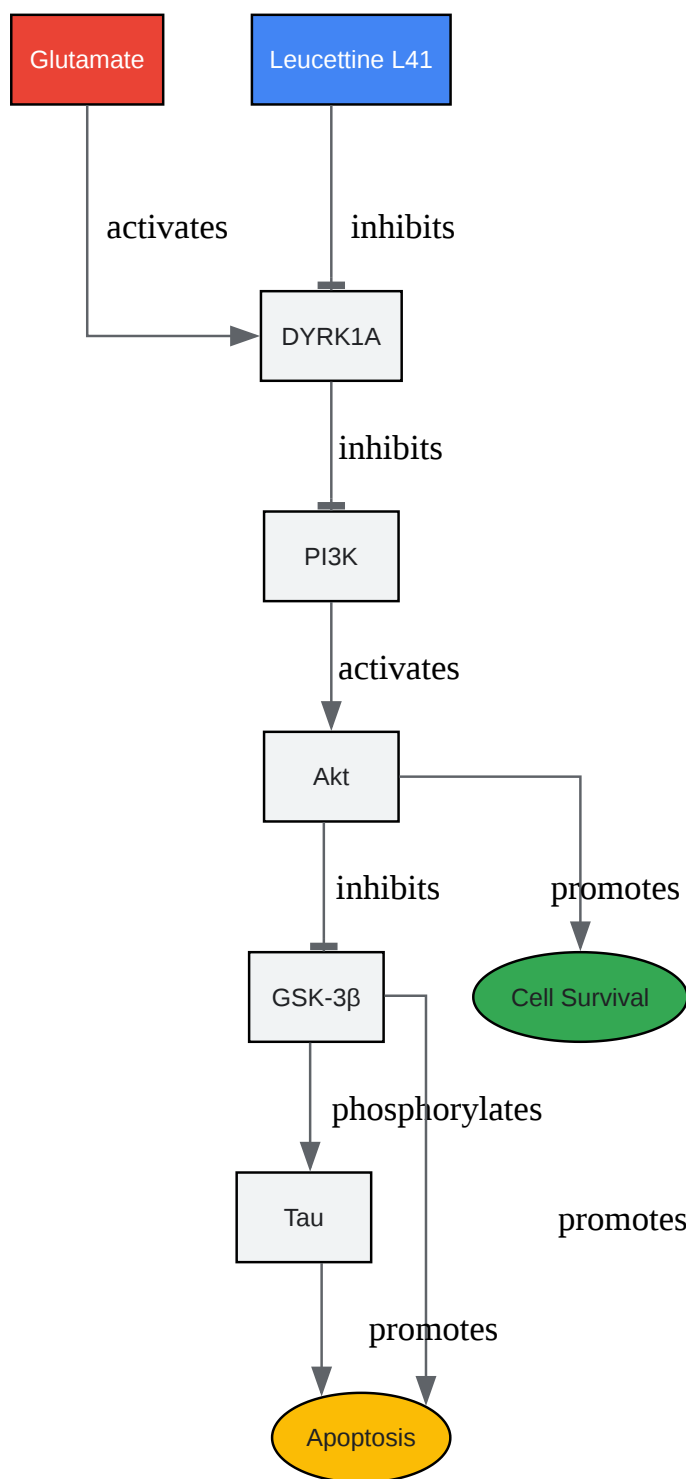 Glutamate
Leucettine L41
activates
inhibits
DYRK1A
inhibits
PI3K
activates
Akt
inhibits
promotes
GSK-3β
Cell Survival
phosphorylates
Tau
promotes
promotes
Apoptosis